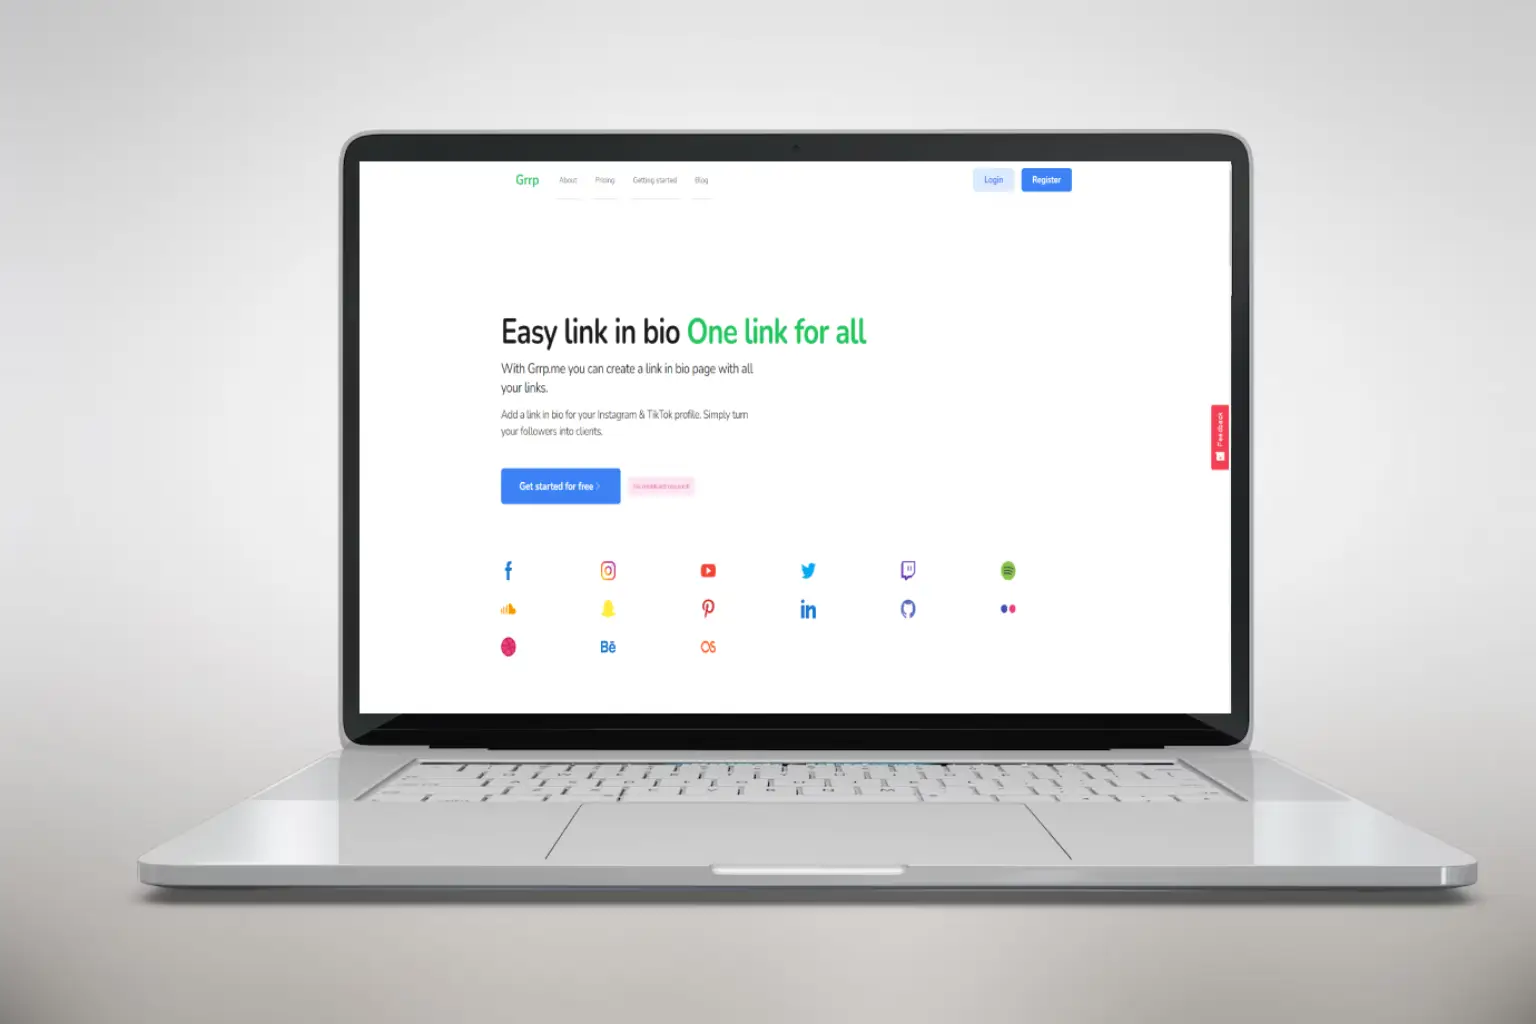 Grrp About Pricing Getting started Blog Login Register
Easy link in bio One link for all
With Grrp.me you can create a link in bio page with all
your links.
Add a link in bio for your Instagram & TikTok profile. Simply turn
your followers into clients.
Feedback
Get started for free
in
Bē